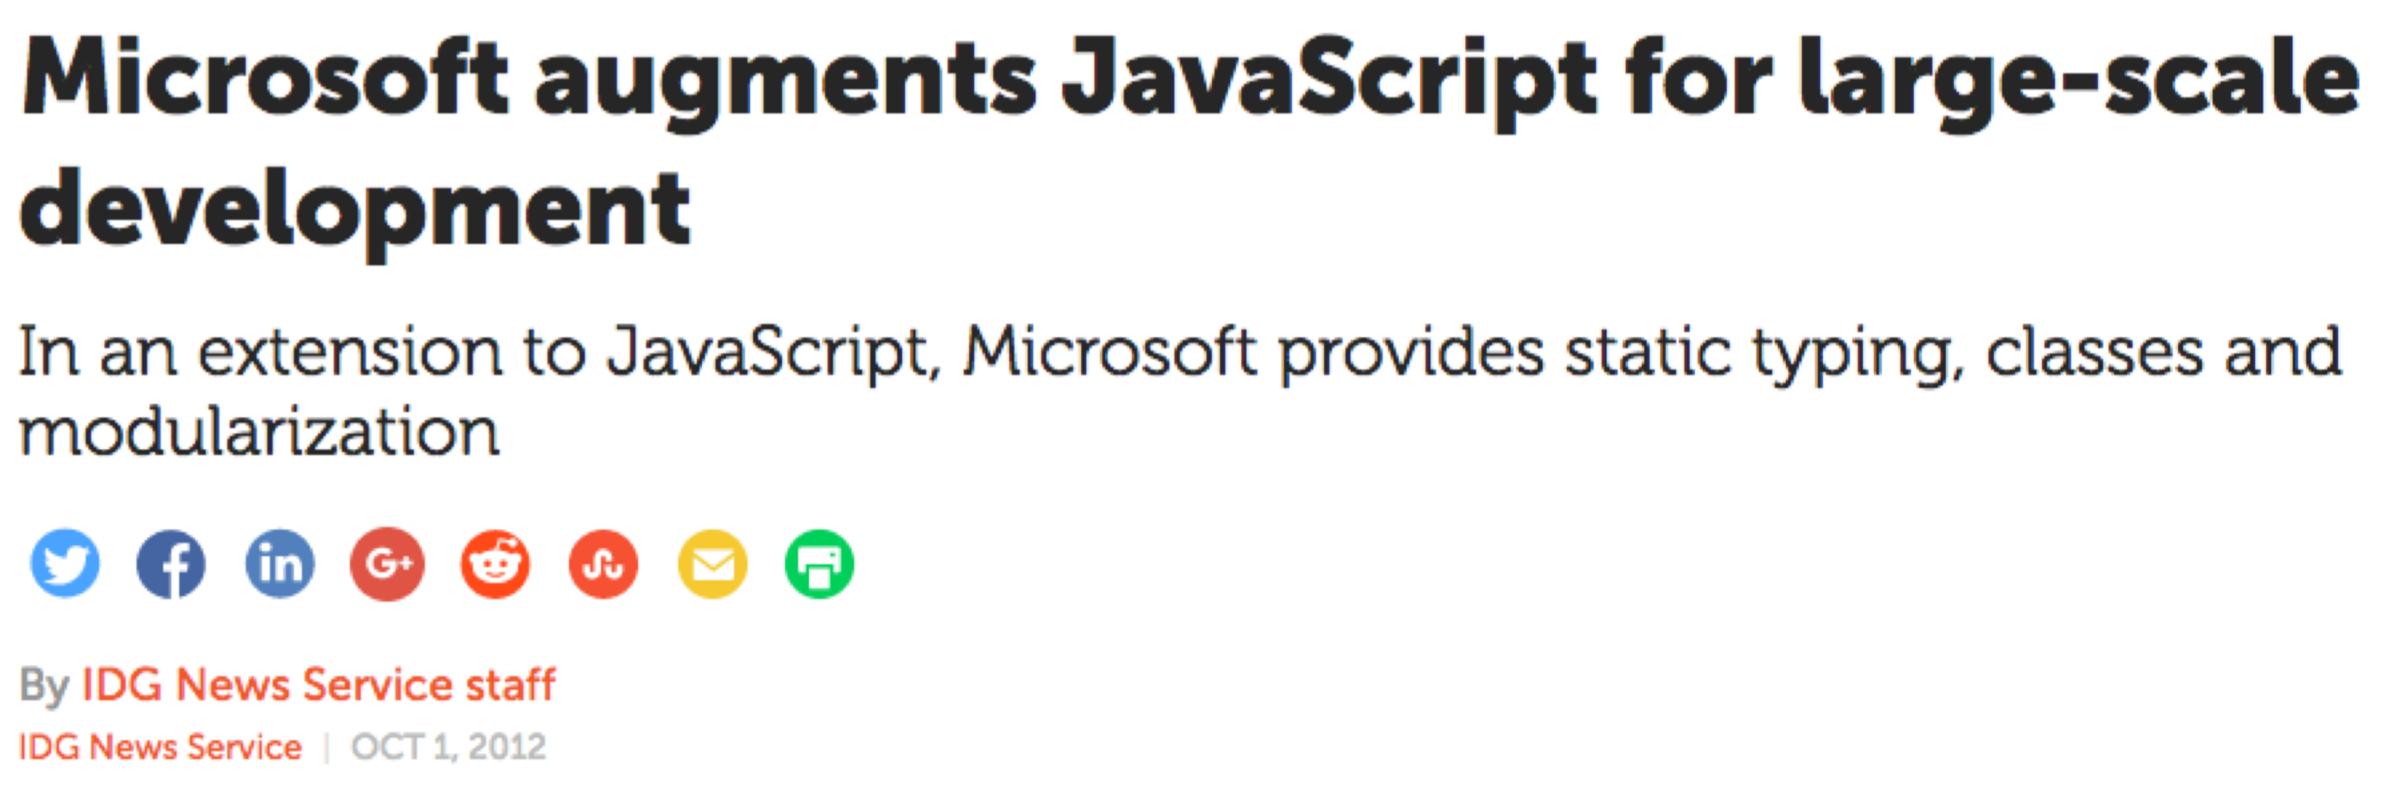 Microsoft augments JavaScript for large-scale
development
In an extension to JavaScript, Microsoft provides static typing, classes and
modularization
f in G+
By IDG News Service staff
IDG News Service | OCT 1, 2012